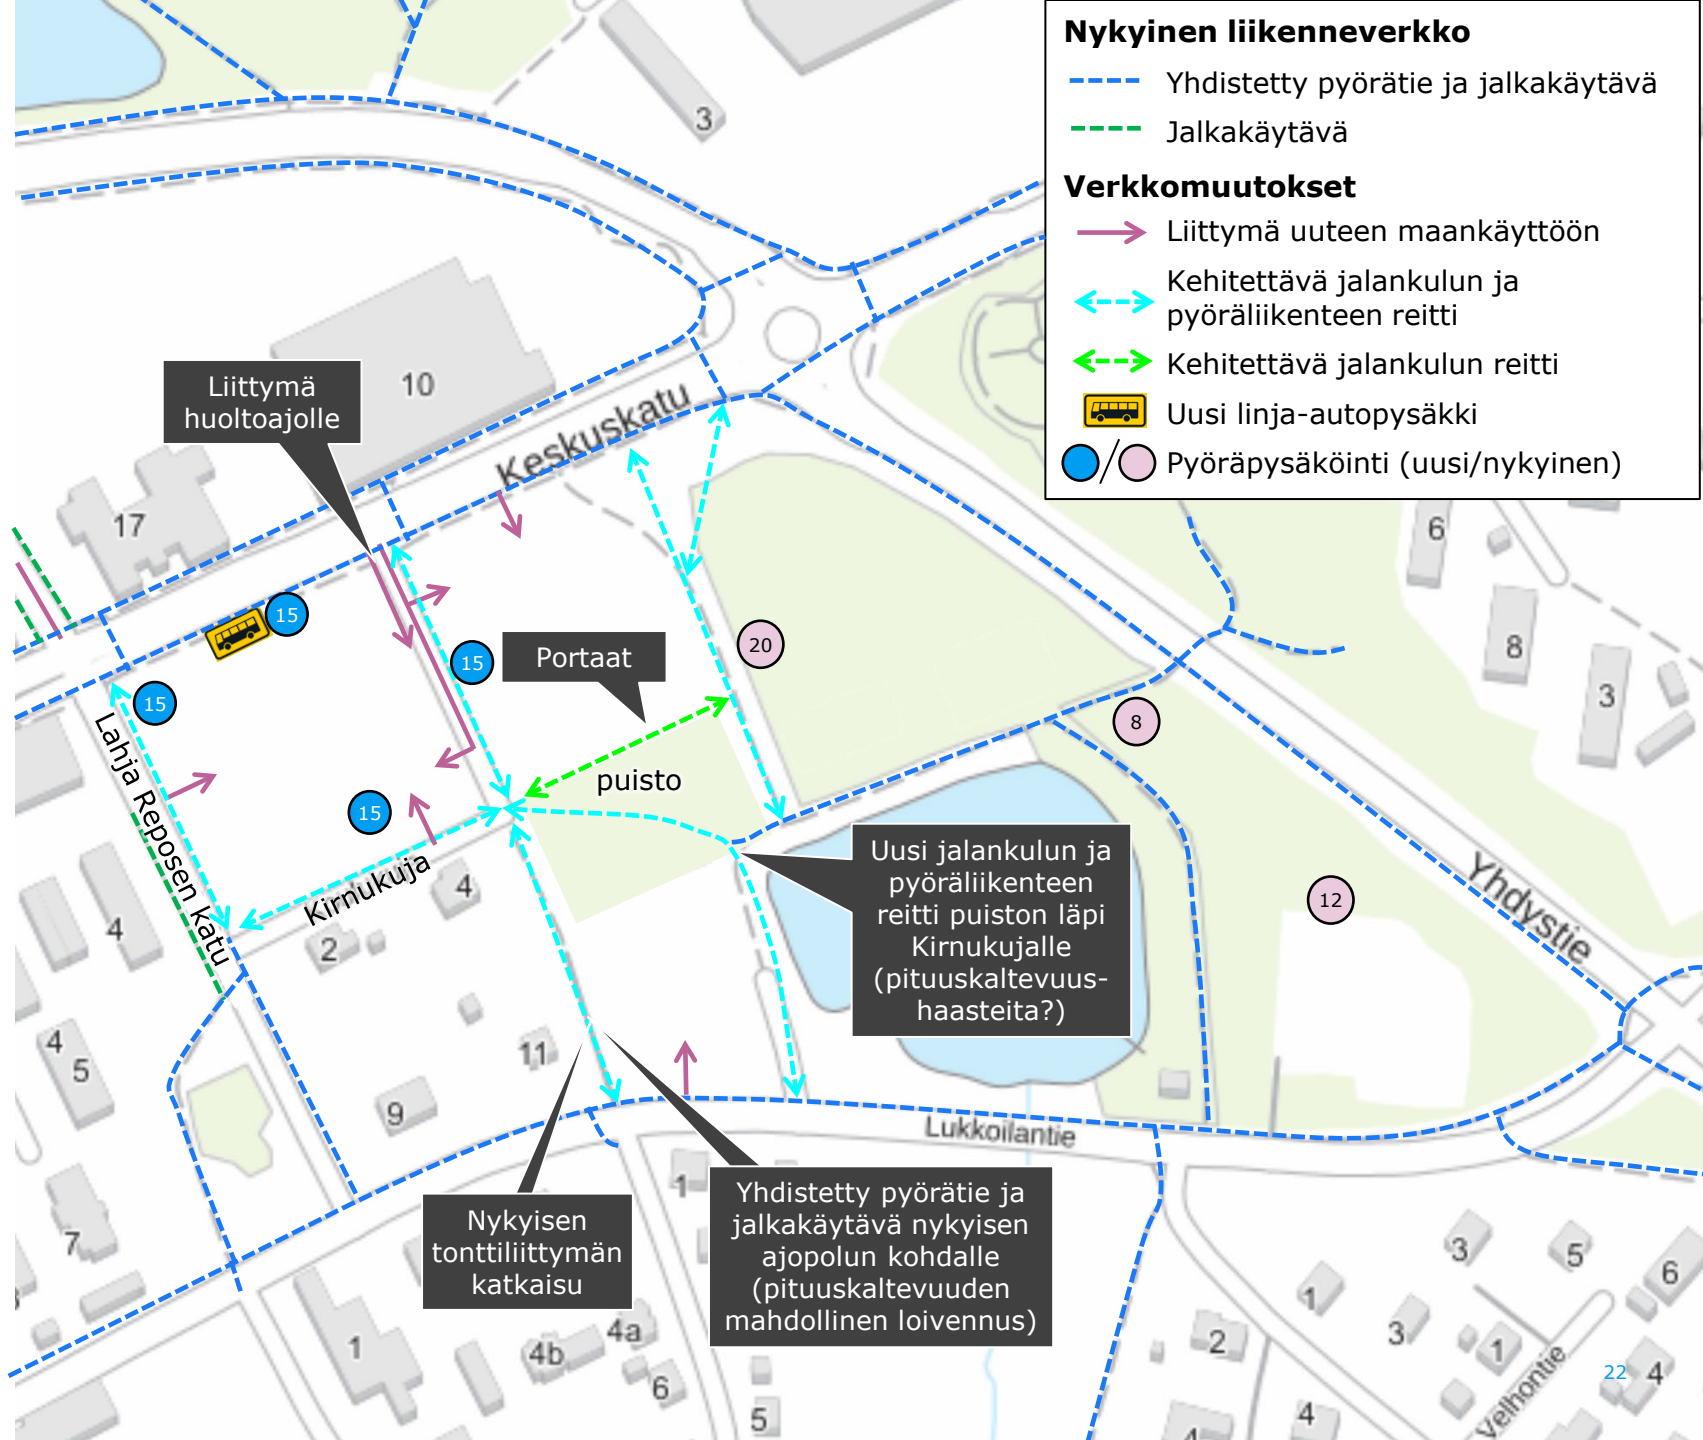 Nykyinen liikenneverkko
Yhdistetty pyörätie ja jalkakäytävä
Jalkakäytävä
Verkkomuutokset
Liittymä uuteen maankäyttöön
Kehitettävä jalankulun ja
pyöräliikenteen reitti
Kehitettävä jalankulun reitti
Uusi linja-autopysäkki
Pyöräpysäköinti (uusi/nykyinen)
3
10
Liittymä
huoltoajolle
Keskuskatu
17
6
15
8
20
15
Portaat
3
15
8
Lahja Reposen katu
puisto
15
Uusi jalankulun ja
pyöräliikenteen
reitti puiston läpi
Kirnukujalle
(pituuskaltevuus-
haasteita?)
Kirnukuja
4
12
Yhdystie
4
2
4
5
11
9
Lukkoilantie
1
Nykyisen
tonttiliittymän
katkaisu
Yhdistetty pyörätie ja
jalkakäytävä nykyisen
ajopolun kohdalle
(pituuskaltevuuden
mahdollinen loivennus)
7
3
5
6
1
3
2
1
1
4b
4a
6
5
22
4
Velhontie
4
4